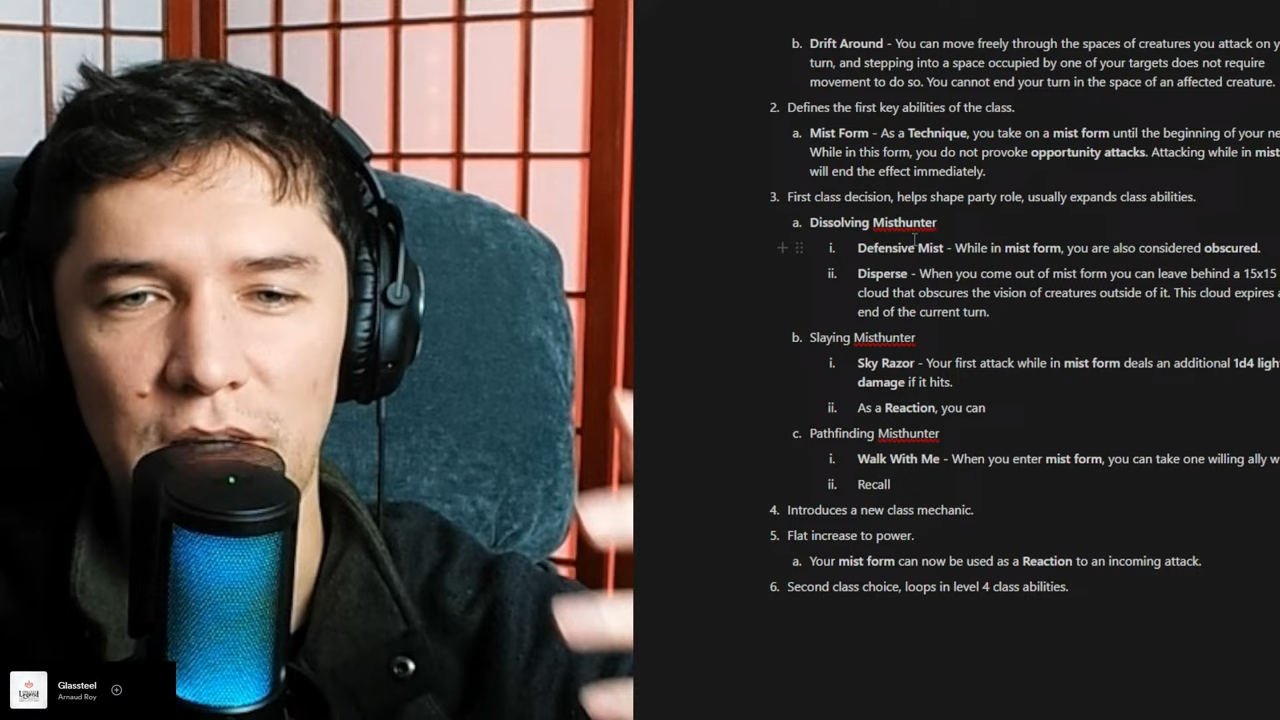 b. Drift Around - You can move freely through the spaces of creatures you attack on
turn, and stepping into a space occupied by one of your targets does not require
movement to do so. You cannot end your turn in the space of an affected creature.
2. Defines the first key abilities of the class.
a. Mist Form - As a Technique, you take on a mist form until the beginning of your
While in this form, you do not provoke opportunity attacks. Attacking while in mist
will end the effect immediately.
3. First class decision, helps shape party role, usually expands class abilities.
a. Dissolving Misthunter
i. Defensive Mist - While in mist form, you are also considered obscured.
ii. Disperse - When you come out of mist form you can leave behind a 15x15
cloud that obscures the vision of creatures outside of it. This cloud expires
end of the current turn.
b. Slaying Misthunter
i. Sky Razor - Your first attack while in mist form deals an additional 1d4
damage if it hits.
ii. As a Reaction, you can
c. Pathfinding Misthunter
i. Walk With Me - When you enter mist form, you can take one willing ally
ii. Recall
4. Introduces a new class mechanic.
5. Flat increase to power.
a. Your mist form can now be used as a Reaction to an incoming attack.
6. Second class choice, loops in level 4 class abilities.
Legend
Glassteel
Arnaud Roy